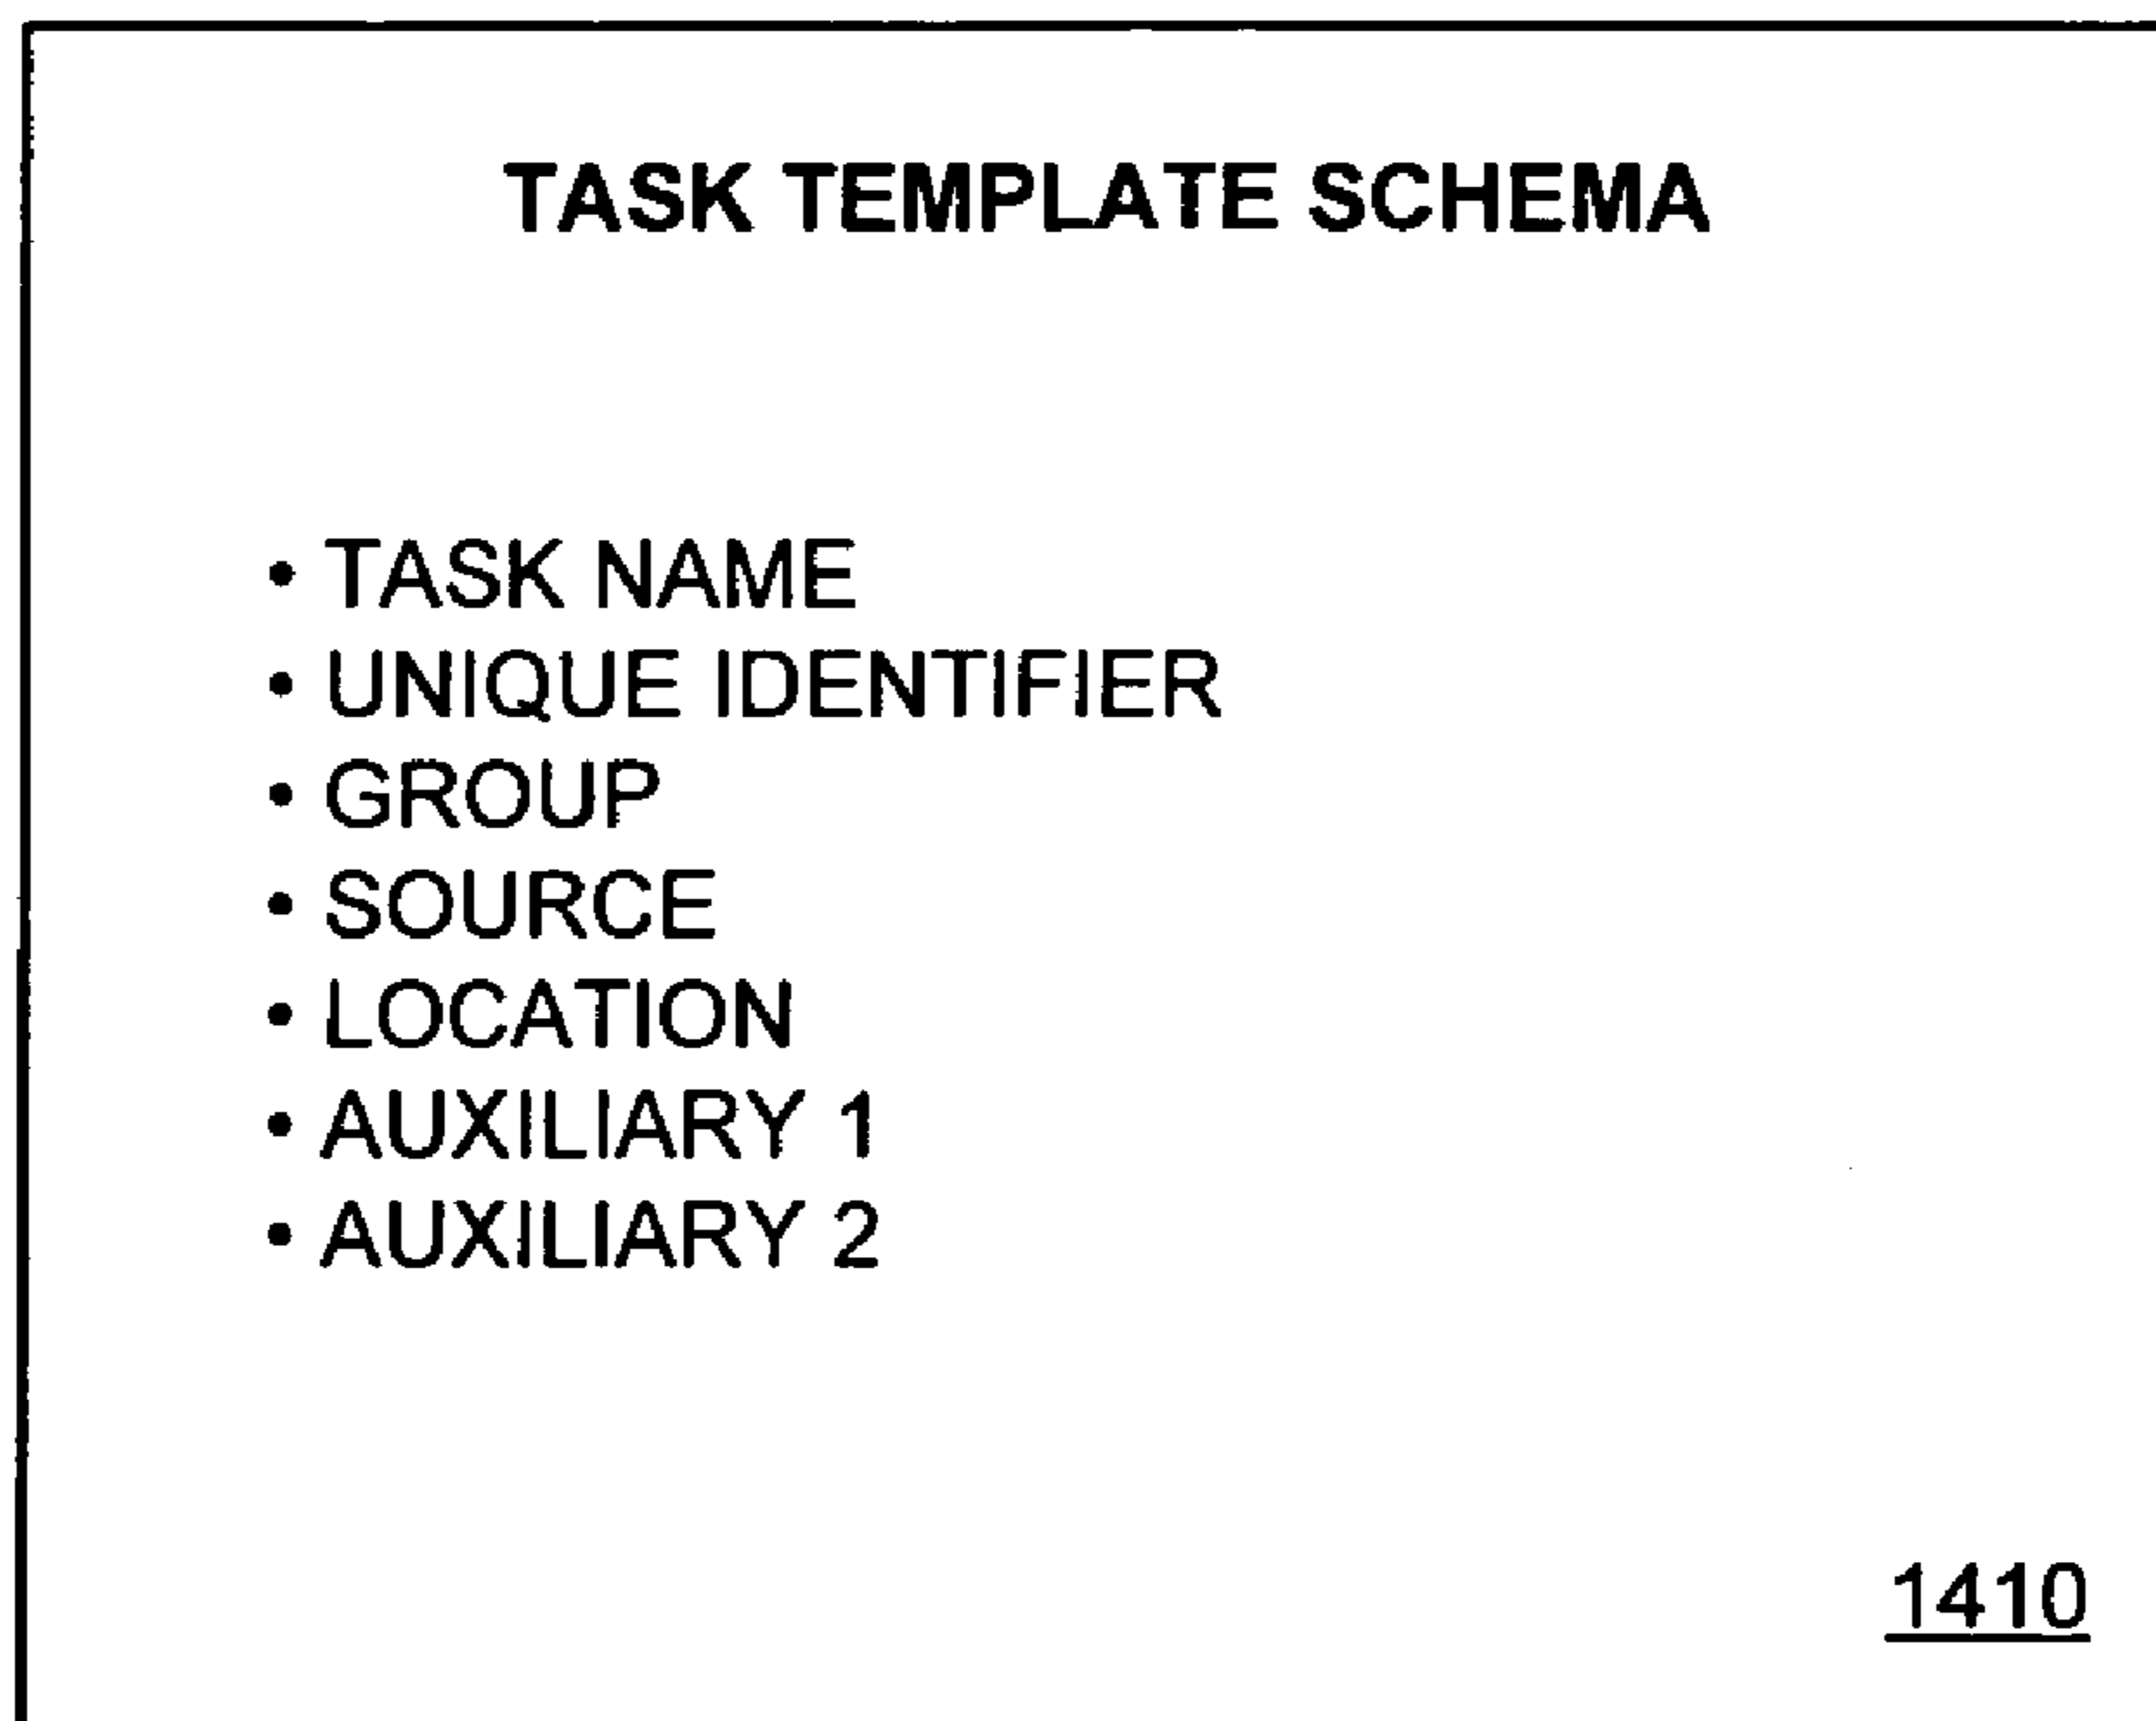 TASK TEMPLATE SCHEMA
• TASK NAME
• UNIQUE IDENTIFIER
• GROUP
• SOURCE
• LOCATION
• AUXILIARY 1
• AUXILIARY 2
1410